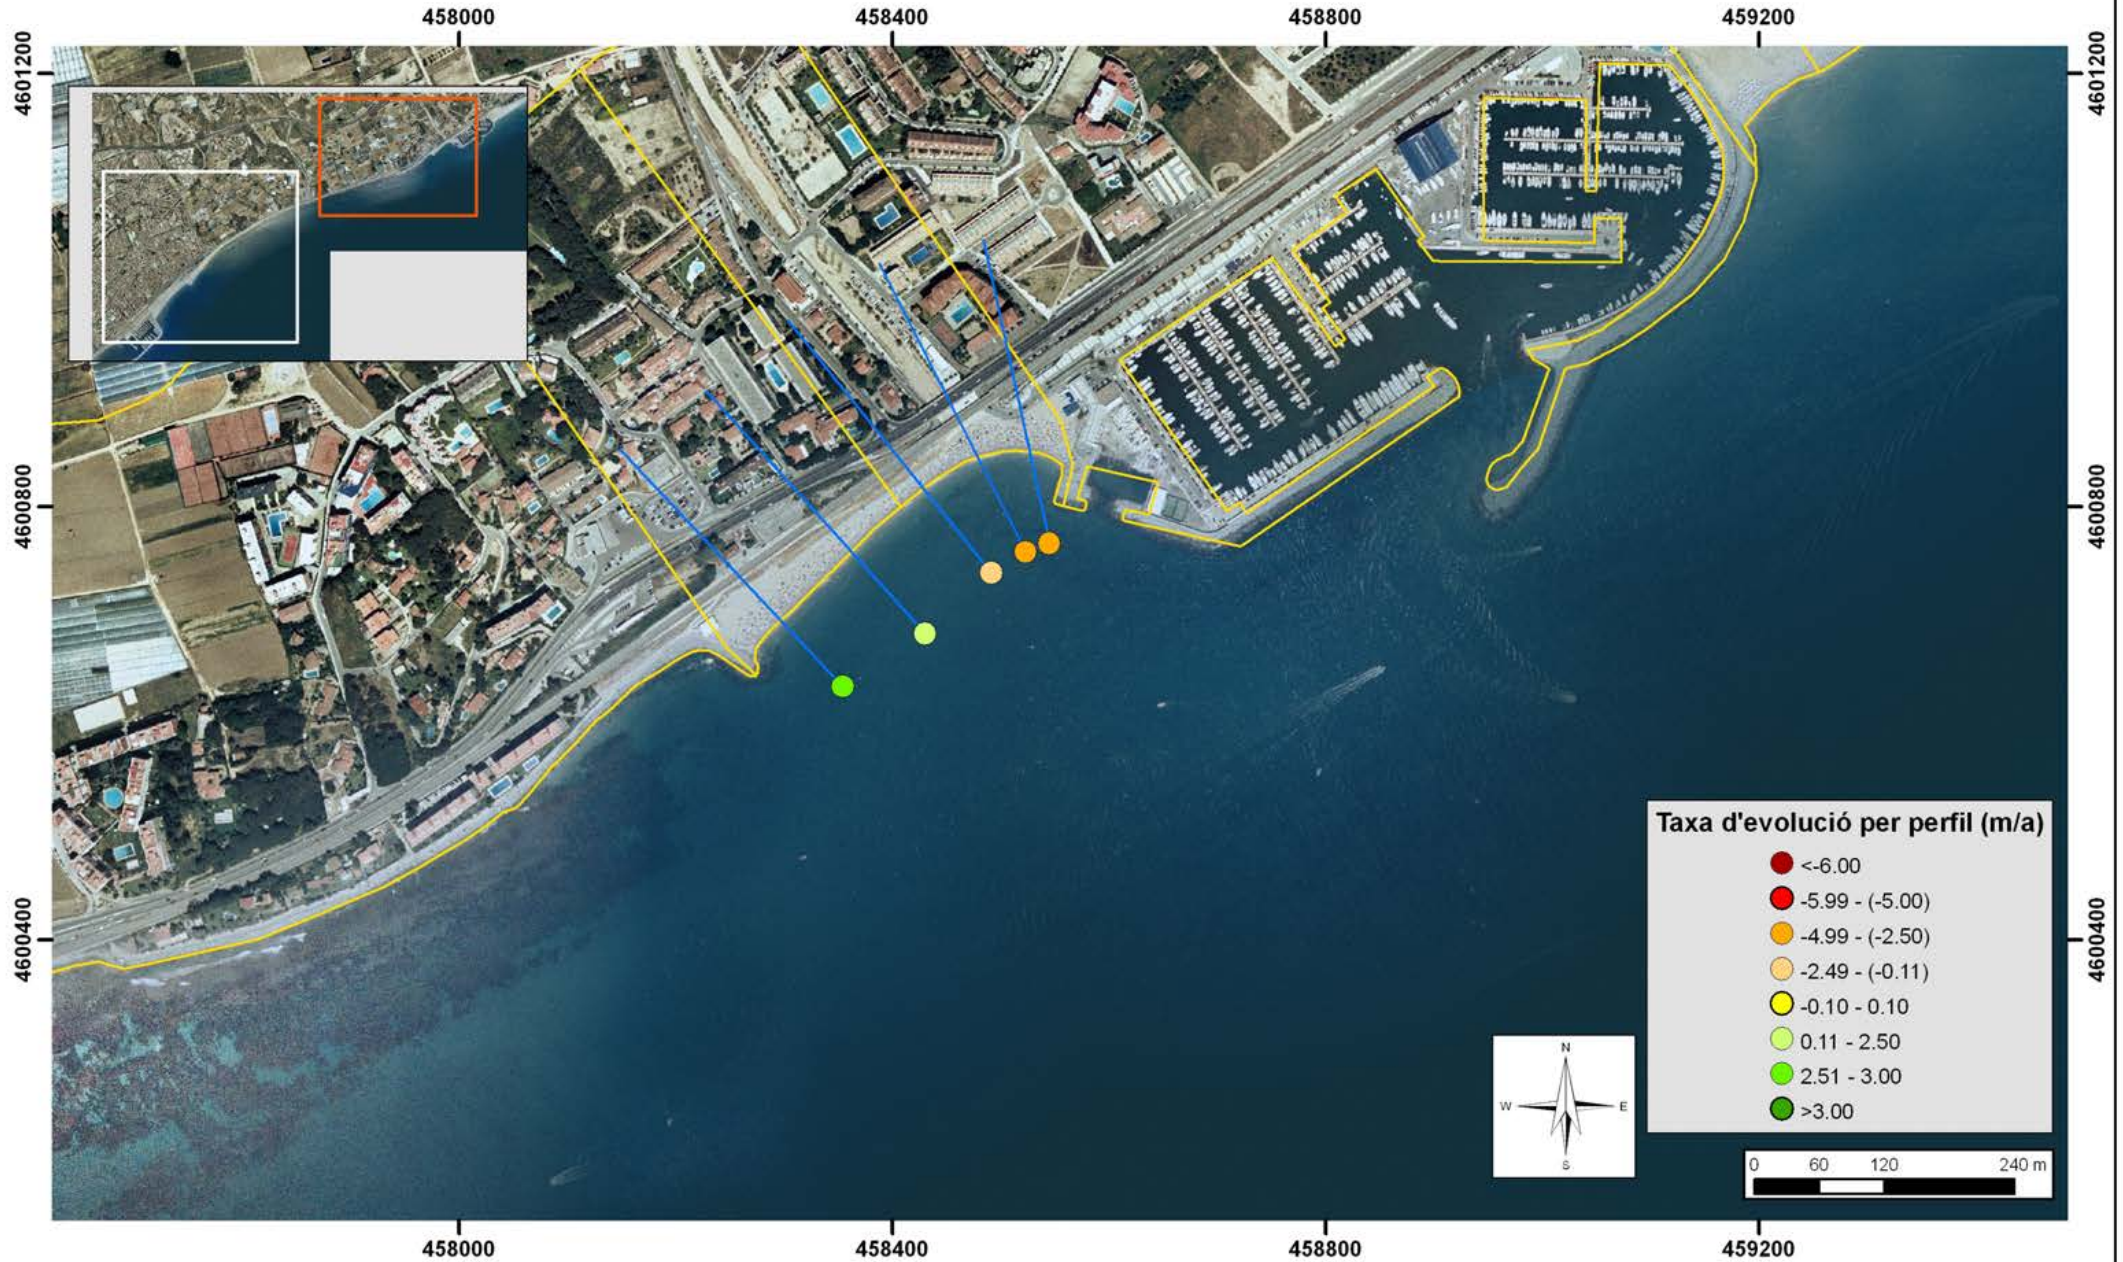 458000
458400
458800
459200
4601200
4601200
4600800
4600800
4600400
4600400
Taxa d'evolució per perfil (m/a)
<-6.00
-5.99 - (-5.00)
-4.99 - (-2.50)
-2.49 - (-0.11)
-0.10 - 0.10
0.11 - 2.50
2.51 - 3.00
>3.00
N
W E
S
0 60 120 240 m
458000
458400
458800
459200